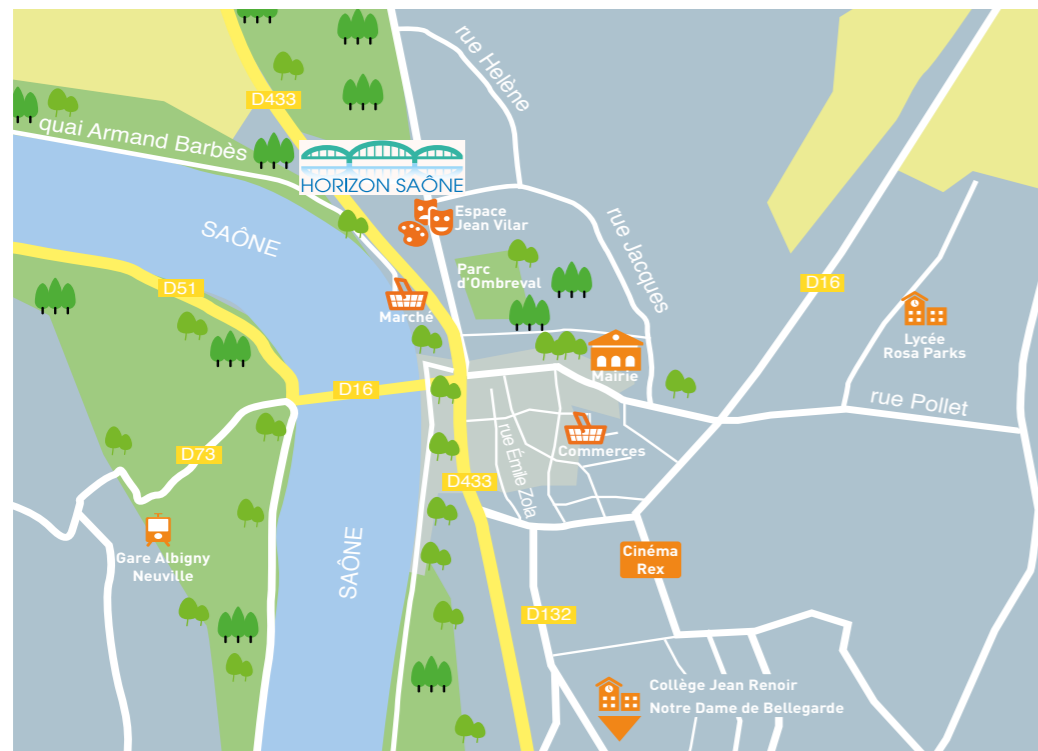 D433
rue Helène
quai Armand Barbès
HORIZON SAÔNE
SAÔNE
Espace
Jean Vilar
rue Jacques
Parc
d'Ombreval
D16
D51
Marché
Lycée
Rosa Parks
Mairie
D16
rue Pollet
D73
rue Émile Zola
Commerces
D433
SAÔNE
Gare Albigny
Neuville
Cinéma
Rex
D132
Collège Jean Renoir
Notre Dame de Bellegarde